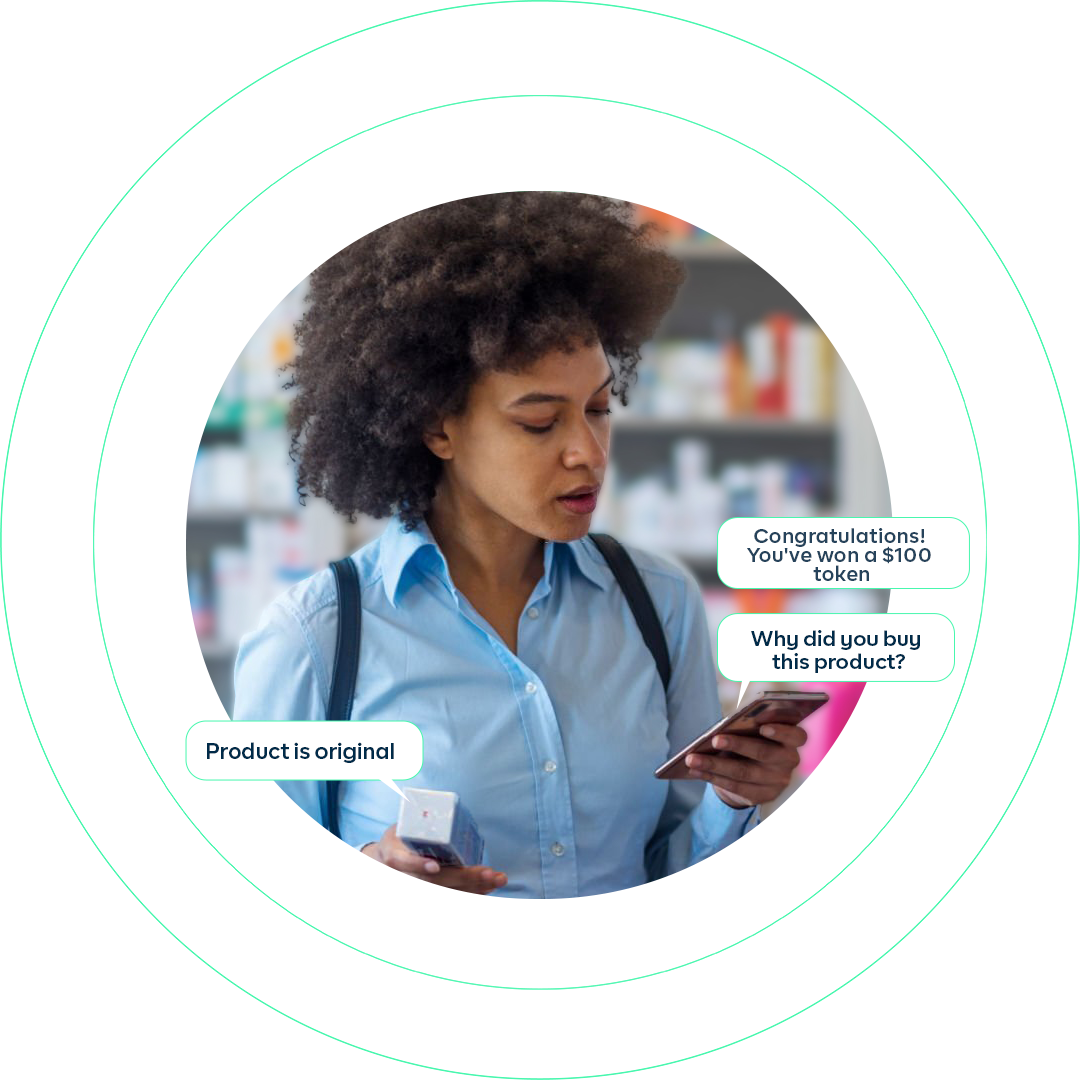 Congratulations!
You've won a $100
token
Why did you buy
this product?
Product is original